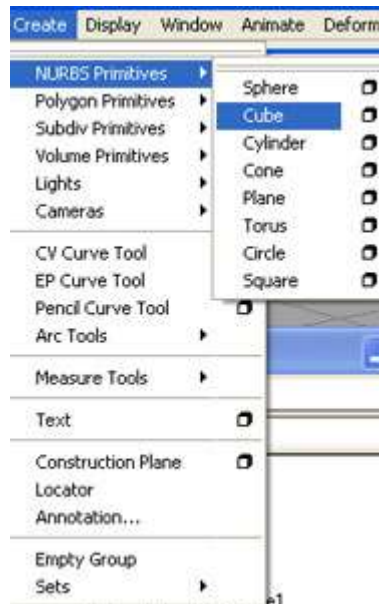 Create Display Window Animate Deform
NURBS Primitives
Polygon Primitives
Subdiv Primitives
Volume Primitives
Lights
Cameras
CV Curve Tool
EP Curve Tool
Pencil Curve Tool
Arc Tools
Measure Tools
Text
Construction Plane
Locator
Annotation...
Empty Group
Sets
Sphere
Cube
Cylinder
Cone
Plane
Torus
Circle
Square
e1